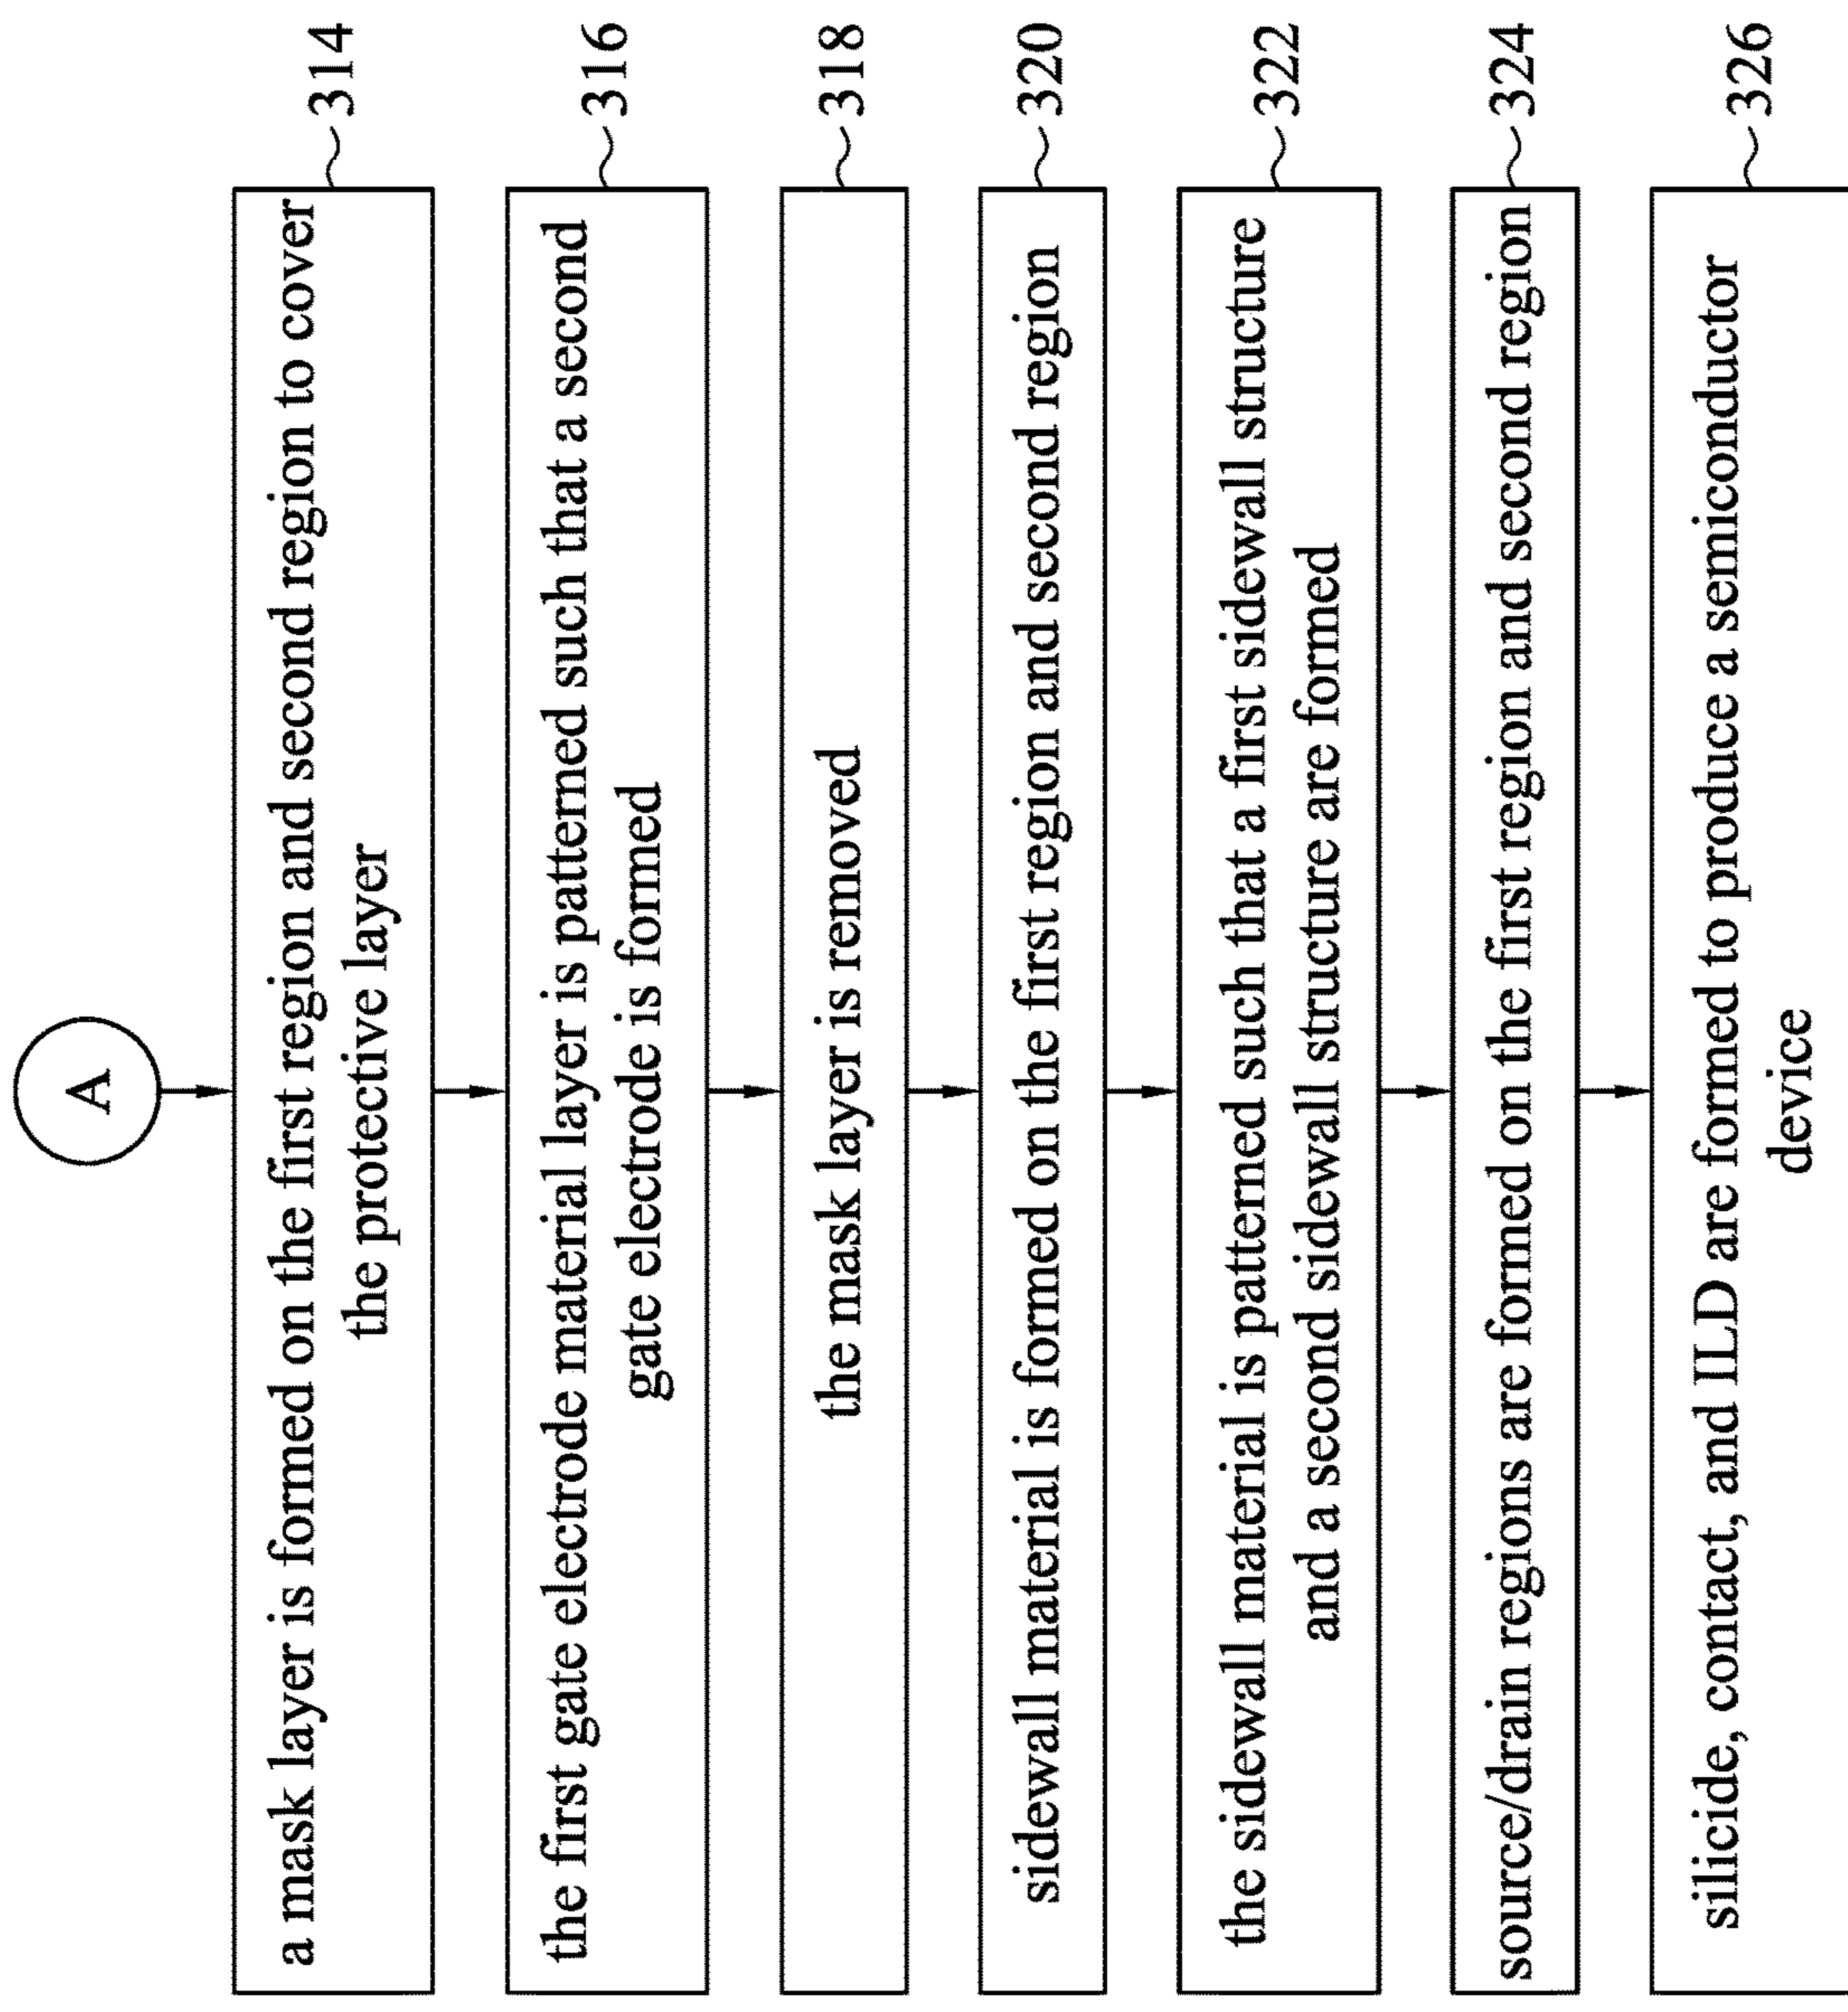 A
a mask layer is formed on the first region and second region to cover
the protective layer
314
the first gate electrode material layer is patterned such that a second
gate electrode is formed
316
the mask layer is removed
318
sidewall material is formed on the first region and second region
320
the sidewall material is patterned such that a first sidewall structure
and a second sidewall structure are formed
322
source/drain regions are formed on the first region and second region
324
silicide, contact, and ILD are formed to produce a semiconductor
device
326